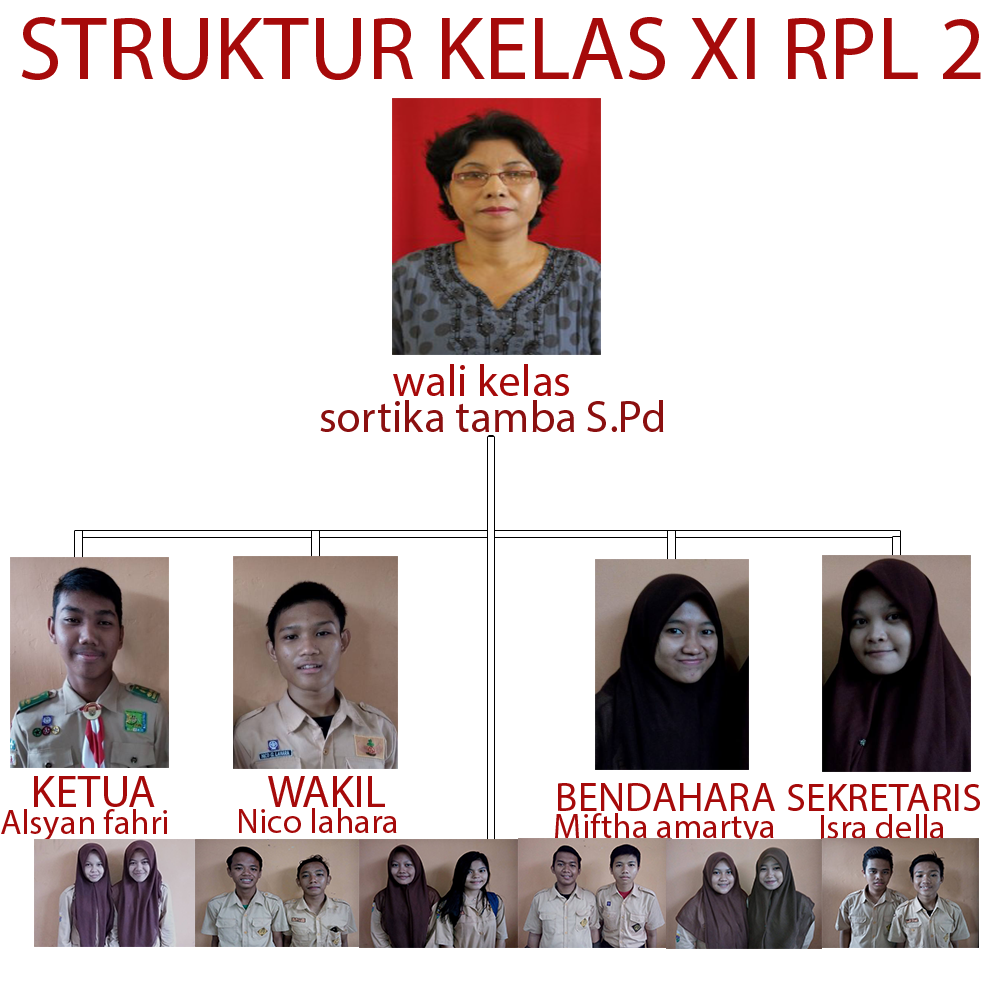 STRUKTUR KELAS XI RPL 2
wali kelas
sortika tamba S.Pd
KETUA
Alsyan fahri
WAKIL
Nico lahara
BENDAHARA
Miftha amartya
SEKRETARIS
Isra della